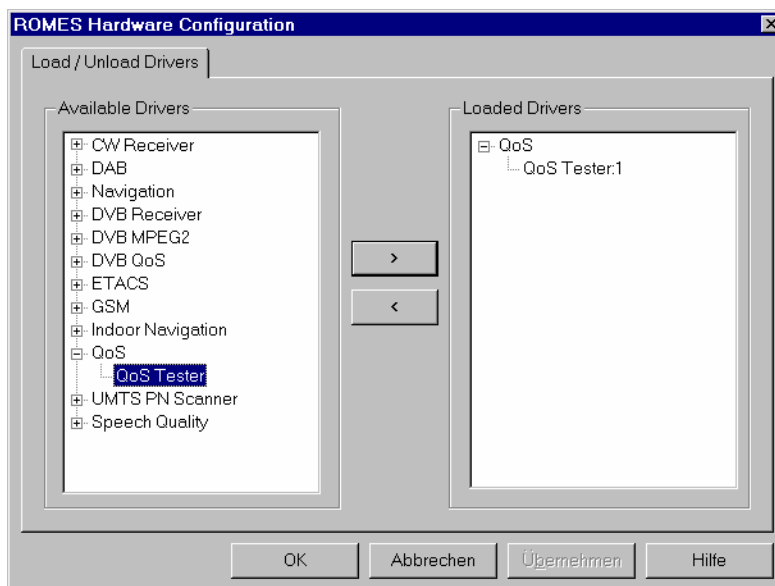 ROMES Hardware Configuration
Load / Unload Drivers
Available Drivers
CW Receiver
DAB
Navigation
DVB Receiver
DVB MPEG2
DVB QoS
ETACS
GSM
Indoor Navigation
QoS
QoS Tester
UMTS PN Scanner
Speech Quality
>
<
Loaded Drivers
QoS
QoS Tester:1
OK
Abbrechen
Übernehmen
Hilfe